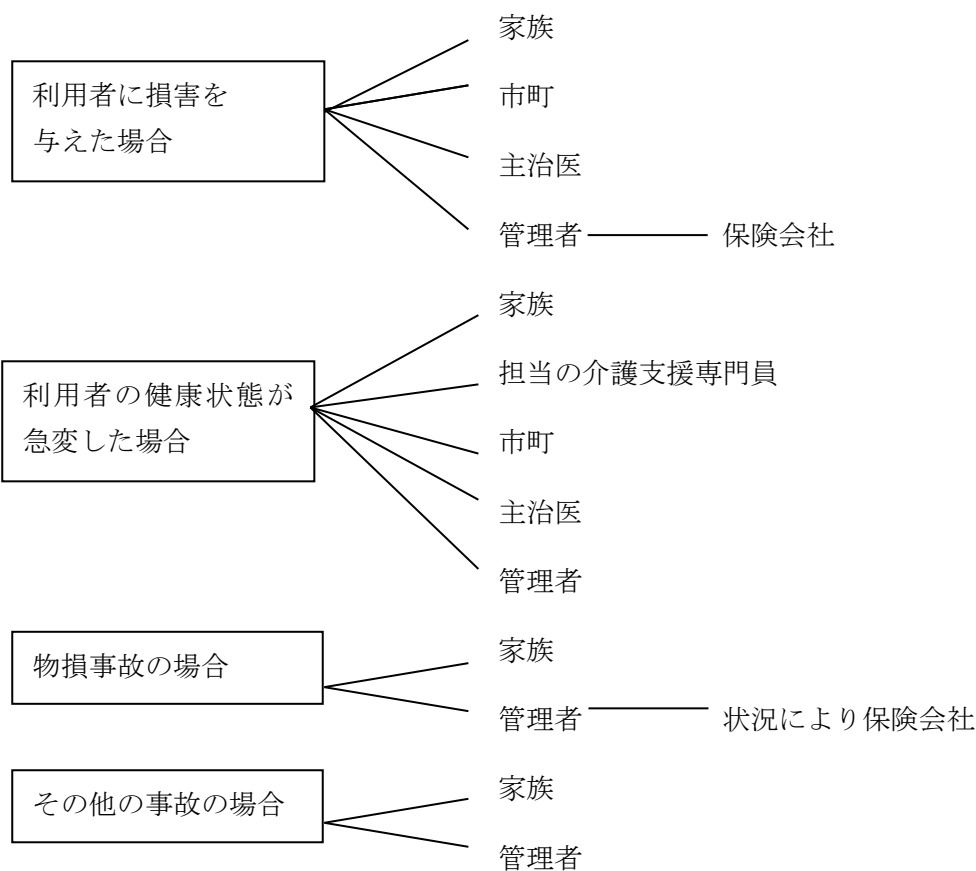 家族
利用者に損害を
与えた場合
市町
主治医
管理者
保険会社
家族
担当の介護支援専門員
利用者の健康状態が
急変した場合
市町
主治医
管理者
物損事故の場合
家族
管理者
状況により保険会社
その他の事故の場合
家族
管理者